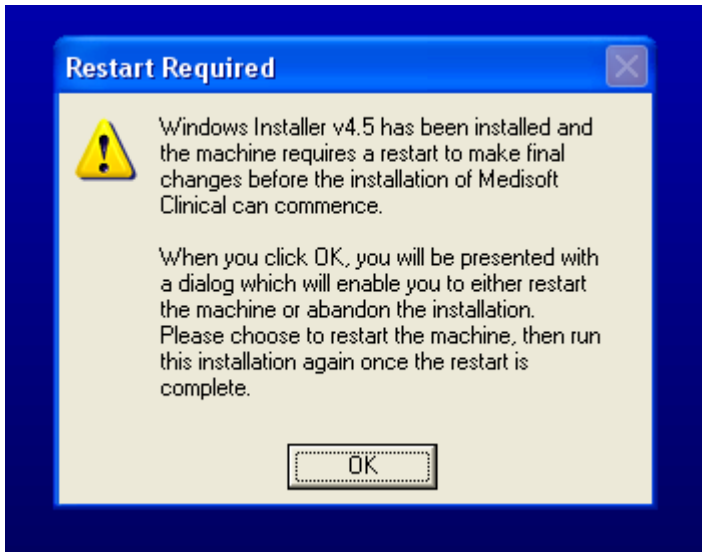 Restart Required
Windows Installer v4.5 has been installed and
the machine requires a restart to make final
changes before the installation of Medisoft
Clinical can commence.
When you click OK, you will be presented with
a dialog which will enable you to either restart
the machine or abandon the installation.
Please choose to restart the machine, then run
this installation again once the restart is
complete.
OK